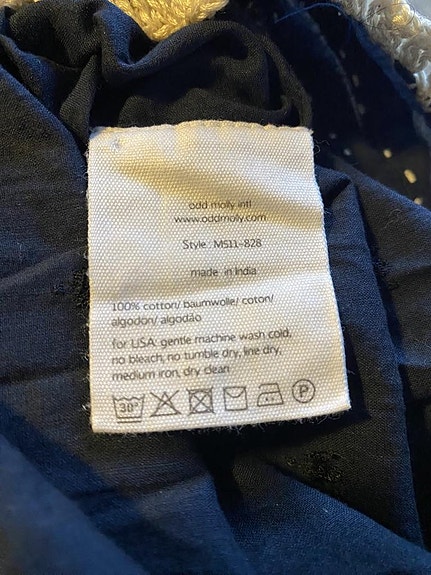 odd molly intl
www.oddmolly.com
Style: MS11-828
made in India
100% cotton/ baumwolle/ coton/
algodon/ algodão
for USA: gentle machine wash cold,
no bleach, no tumble dry, line dry,
medium iron, dry clean
30° P